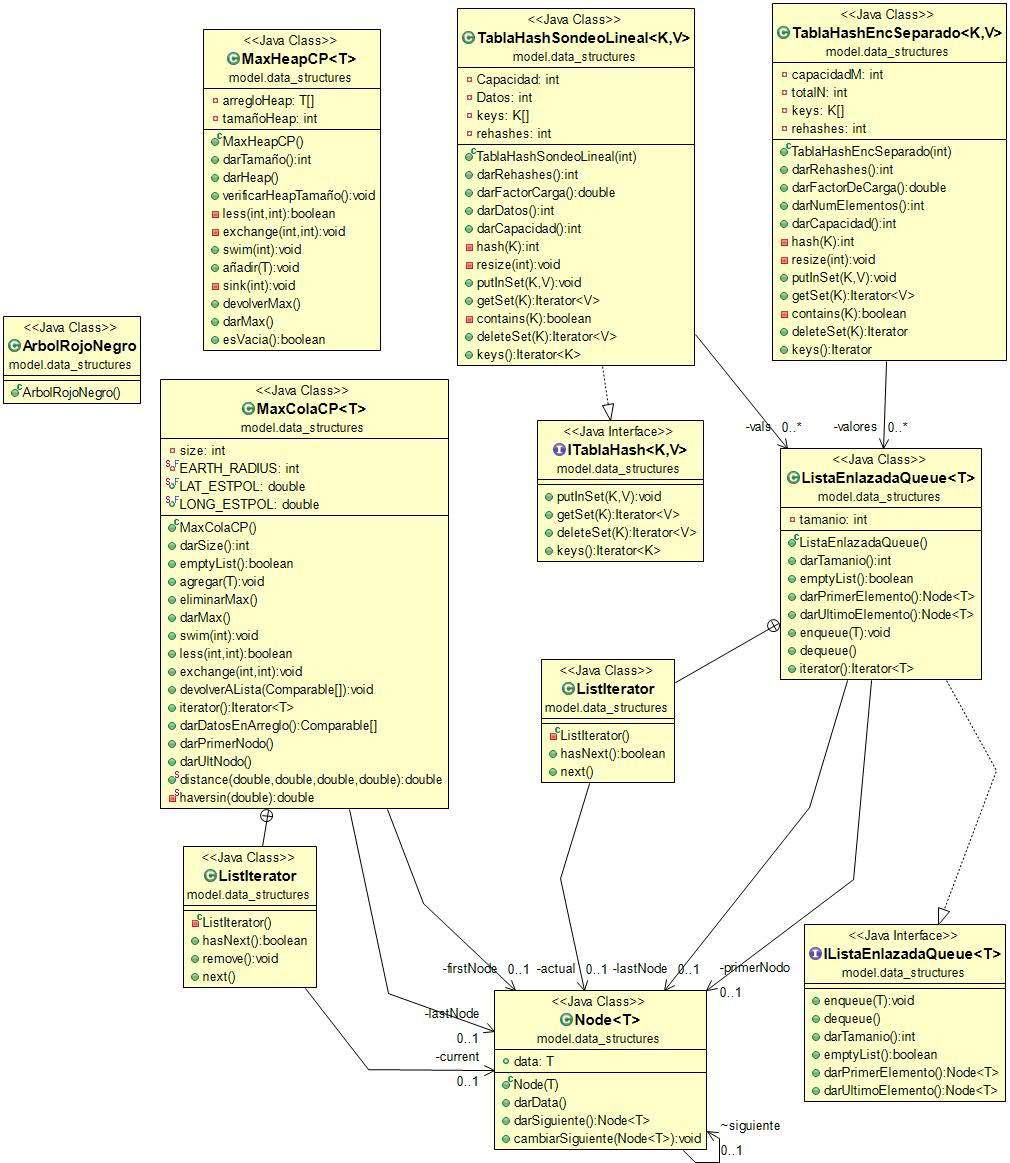 <<Java Class>>
MaxHeapCP<T>
model.data_structures
arregloHeap: T[]
tamañoHeap: int
MaxHeapCP()
darTamaño():int
darHeap()
verificarHeapTamaño():void
less(int,int):boolean
exchange(int,int):void
swim(int):void
añadir(T):void
sink(int):void
devolverMax()
darMax()
esVacia():boolean
<<Java Class>>
TablaHashSondeoLineal<K,V>
model.data_structures
Capacidad: int
Datos: int
keys: K[]
rehashes: int
TablaHashSondeoLineal(int)
darRehashes():int
darFactorCarga():double
darDatos():int
darCapacidad():int
hash(K):int
resize(int):void
putInSet(K,V):void
getSet(K):Iterator<V>
contains(K):boolean
deleteSet(K):Iterator<V>
keys():Iterator<K>
<<Java Class>>
TablaHashEncSeparado<K,V>
model.data_structures
capacidadM: int
totalN: int
keys: K[]
rehashes: int
TablaHashEncSeparado(int)
darRehashes():int
darFactorDeCarga():double
darNumElementos():int
darCapacidad():int
hash(K):int
resize(int):void
putInSet(K,V):void
getSet(K):Iterator<V>
contains(K):boolean
deleteSet(K):Iterator
keys():Iterator
<<Java Class>>
ArbolRojoNegro
model.data_structures
ArbolRojoNegro()
<<Java Class>>
MaxColaCP<T>
model.data_structures
size: int
EARTH_RADIUS: int
LAT_ESTPOL: double
LONG_ESTPOL: double
MaxColaCP()
darSize():int
emptyList():boolean
agregar(T):void
eliminarMax()
darMax()
swim(int):void
less(int,int):boolean
exchange(int,int):void
devolverALista(Comparable[]):void
iterator():Iterator<T>
darDatosEnArreglo():Comparable[]
darPrimerNodo()
darUltNodo()
distance(double,double,double,double):double
haversin(double):double
<<Java Interface>>
ITablaHash<K,V>
model.data_structures
putInSet(K,V):void
getSet(K):Iterator<V>
deleteSet(K):Iterator<V>
keys():Iterator<K>
-vals 0..*
-valores 0..*
<<Java Class>>
ListaEnlazadaQueue<T>
model.data_structures
tamanio: int
ListaEnlazadaQueue()
darTamanio():int
emptyList():boolean
darPrimerElemento():Node<T>
darUltimoElemento():Node<T>
enqueue(T):void
dequeue()
iterator():Iterator<T>
<<Java Class>>
ListIterator
model.data_structures
ListIterator()
hasNext():boolean
next()
<<Java Class>>
ListIterator
model.data_structures
ListIterator()
hasNext():boolean
remove():void
next()
-firstNode 0..1
-actual 0..1
-lastNode 0..1
-primerNodo
0..1
-lastNode
0..1
-current
0..1
<<Java Class>>
Node<T>
model.data_structures
data: T
Node(T)
darData()
darSiguiente():Node<T>
cambiarSiguiente(Node<T>):void
~siguiente
0..1
<<Java Interface>>
IListaEnlazadaQueue<T>
model.data_structures
enqueue(T):void
dequeue()
darTamanio():int
emptyList():boolean
darPrimerElemento():Node<T>
darUltimoElemento():Node<T>